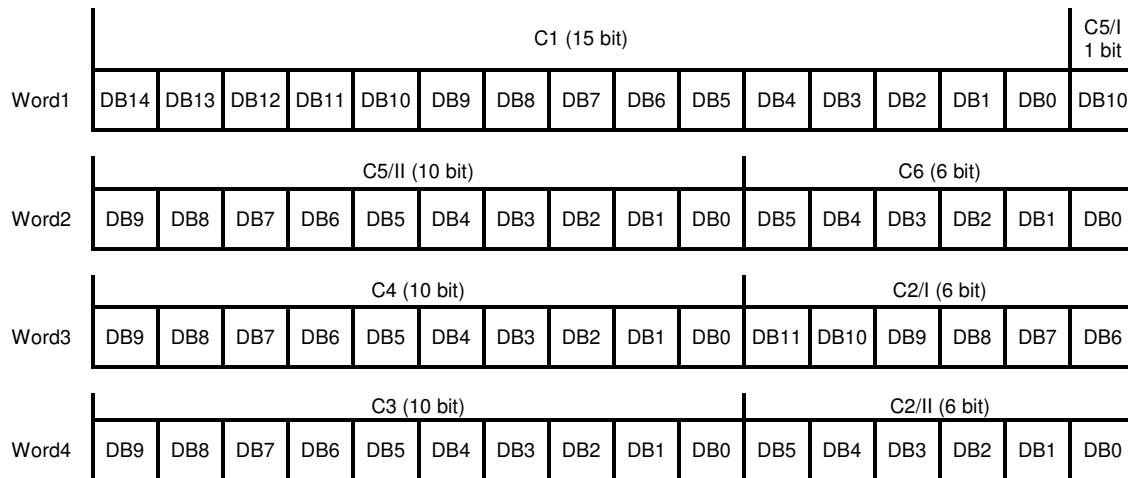 C1 (15 bit) C5/I
1 bit
Word1 DB14 DB13 DB12 DB11 DB10 DB9 DB8 DB7 DB6 DB5 DB4 DB3 DB2 DB1 DB0 DB10
C5/II (10 bit) C6 (6 bit)
Word2 DB9 DB8 DB7 DB6 DB5 DB4 DB3 DB2 DB1 DB0 DB5 DB4 DB3 DB2 DB1 DB0
C4 (10 bit) C2/I (6 bit)
Word3 DB9 DB8 DB7 DB6 DB5 DB4 DB3 DB2 DB1 DB0 DB11 DB10 DB9 DB8 DB7 DB6
C3 (10 bit) C2/II (6 bit)
Word4 DB9 DB8 DB7 DB6 DB5 DB4 DB3 DB2 DB1 DB0 DB5 DB4 DB3 DB2 DB1 DB0